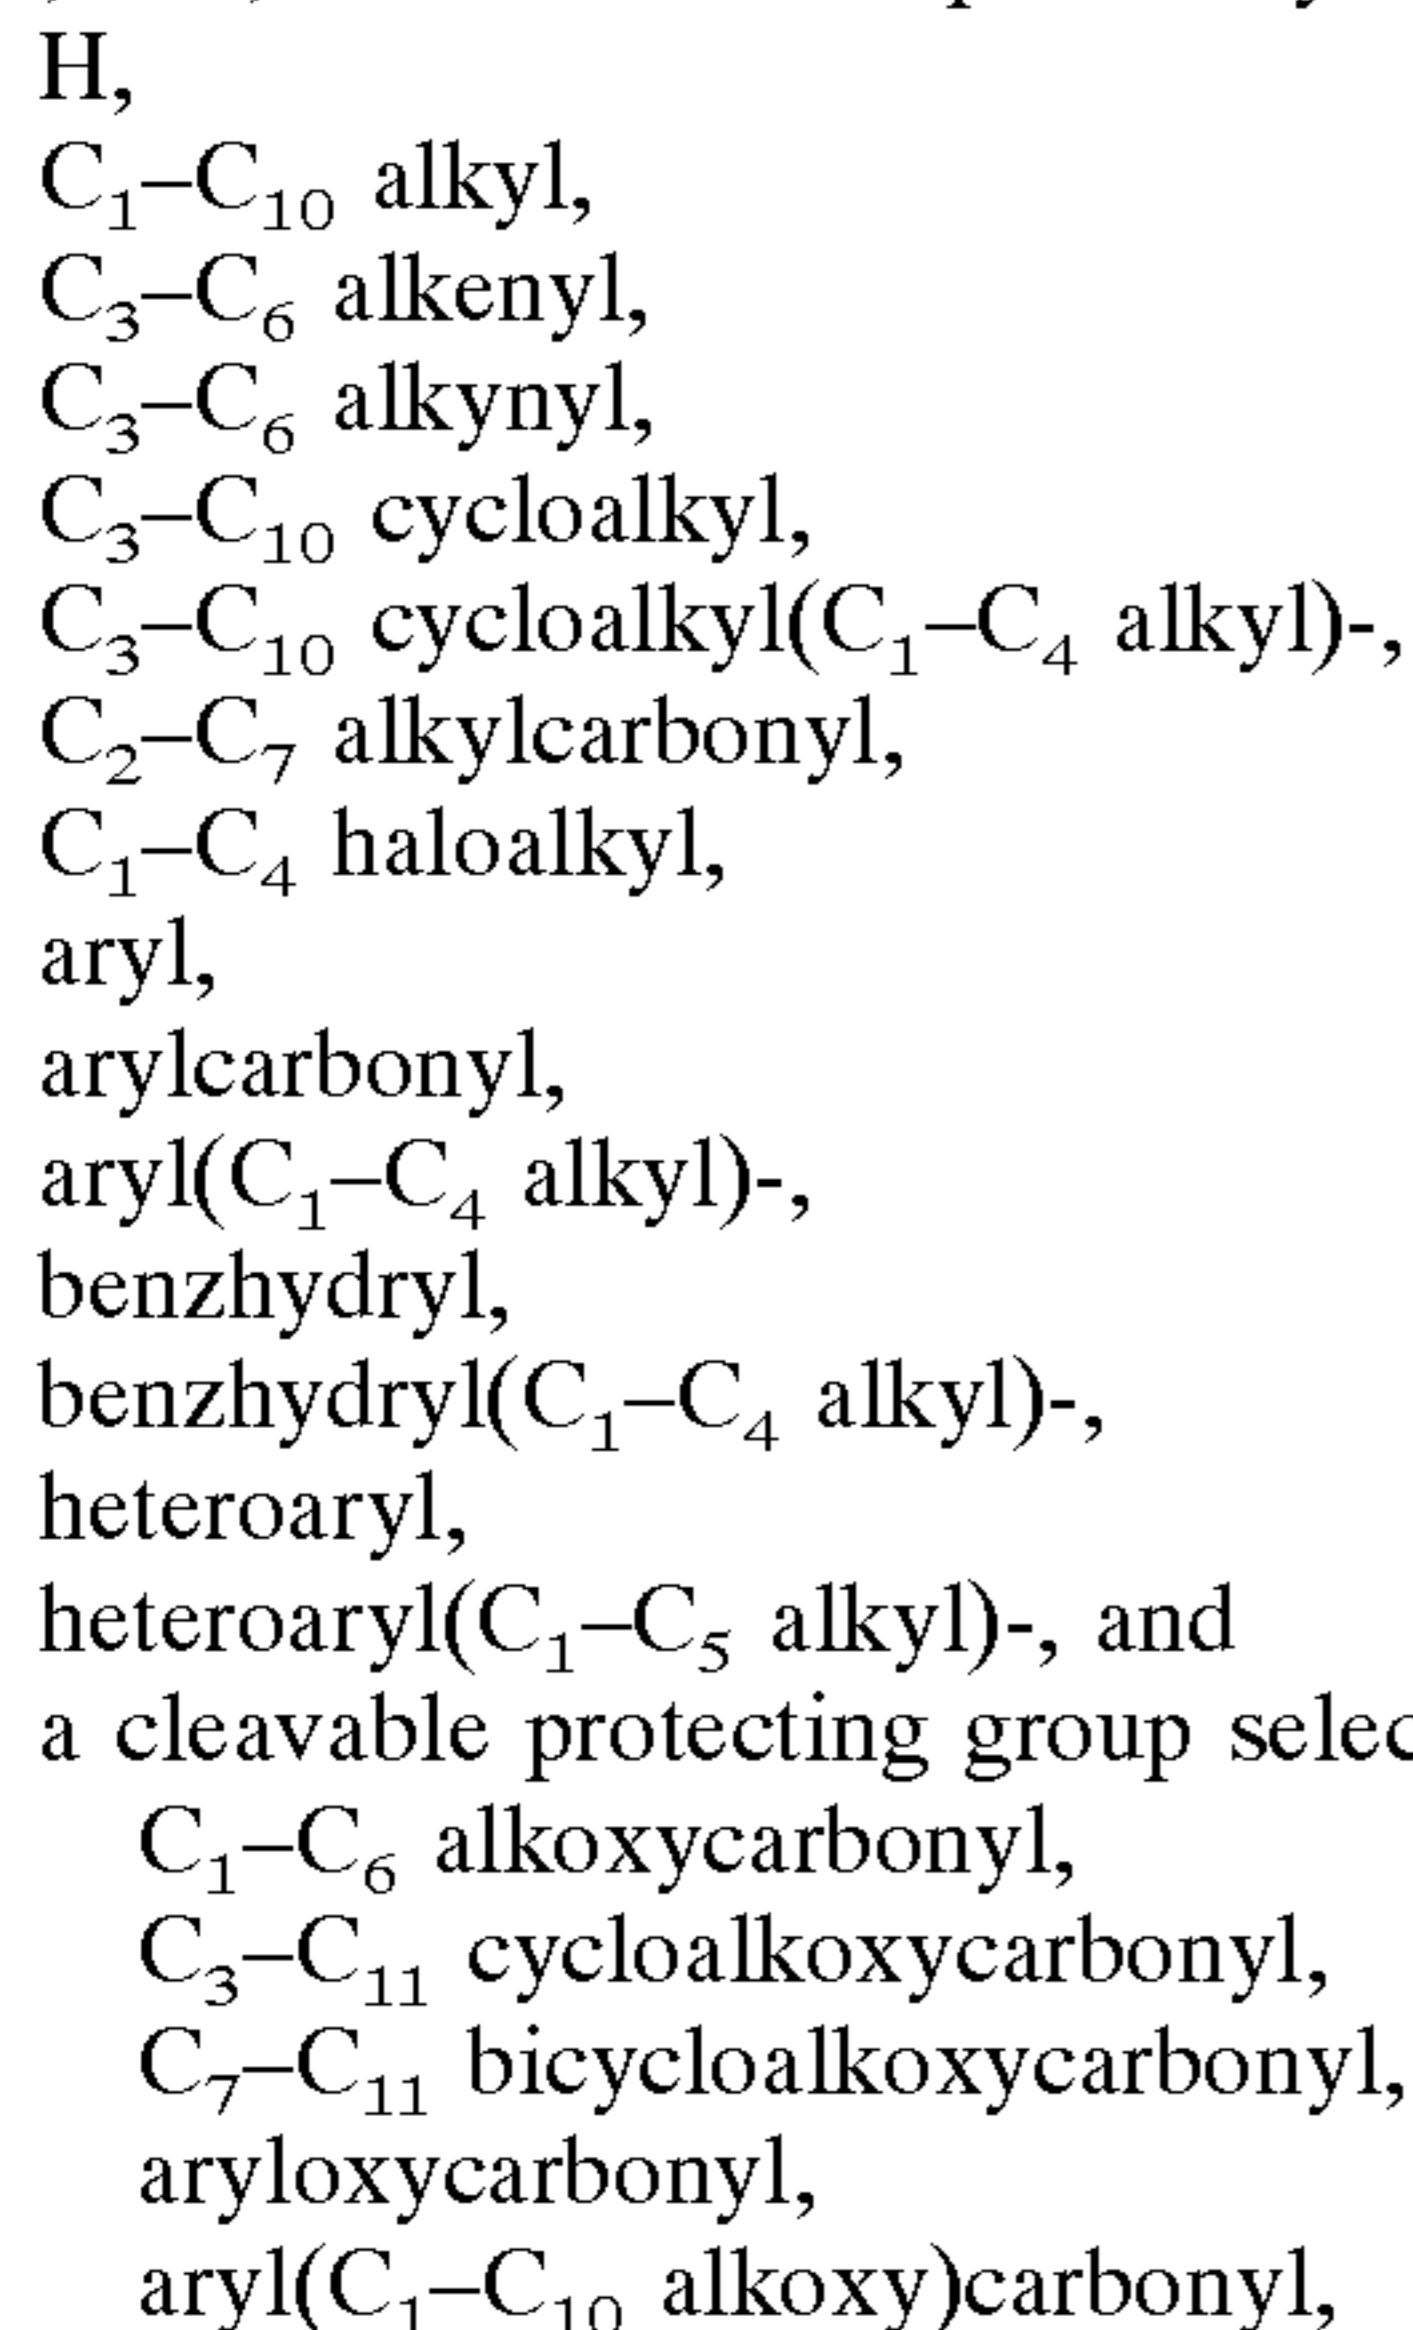 H,
C₁–C₁₀ alkyl,
C₃–C₆ alkenyl,
C₃–C₆ alkynyl,
C₃–C₁₀ cycloalkyl,
C₃–C₁₀ cycloalkyl(C₁–C₄ alkyl)-,
C₂–C₇ alkylcarbonyl,
C₁–C₄ haloalkyl,
aryl,
arylcarbonyl,
aryl(C₁–C₄ alkyl)-,
benzhydryl,
benzhydryl(C₁–C₄ alkyl)-,
heteroaryl,
heteroaryl(C₁–C₅ alkyl)-, and
a cleavable protecting group selec
C₁–C₆ alkoxycarbonyl,
C₃–C₁₁ cycloalkoxycarbonyl,
C₇–C₁₁ bicycloalkoxycarbonyl,
aryloxycarbonyl,
aryl(C₁–C₁₀ alkoxy)carbonyl,